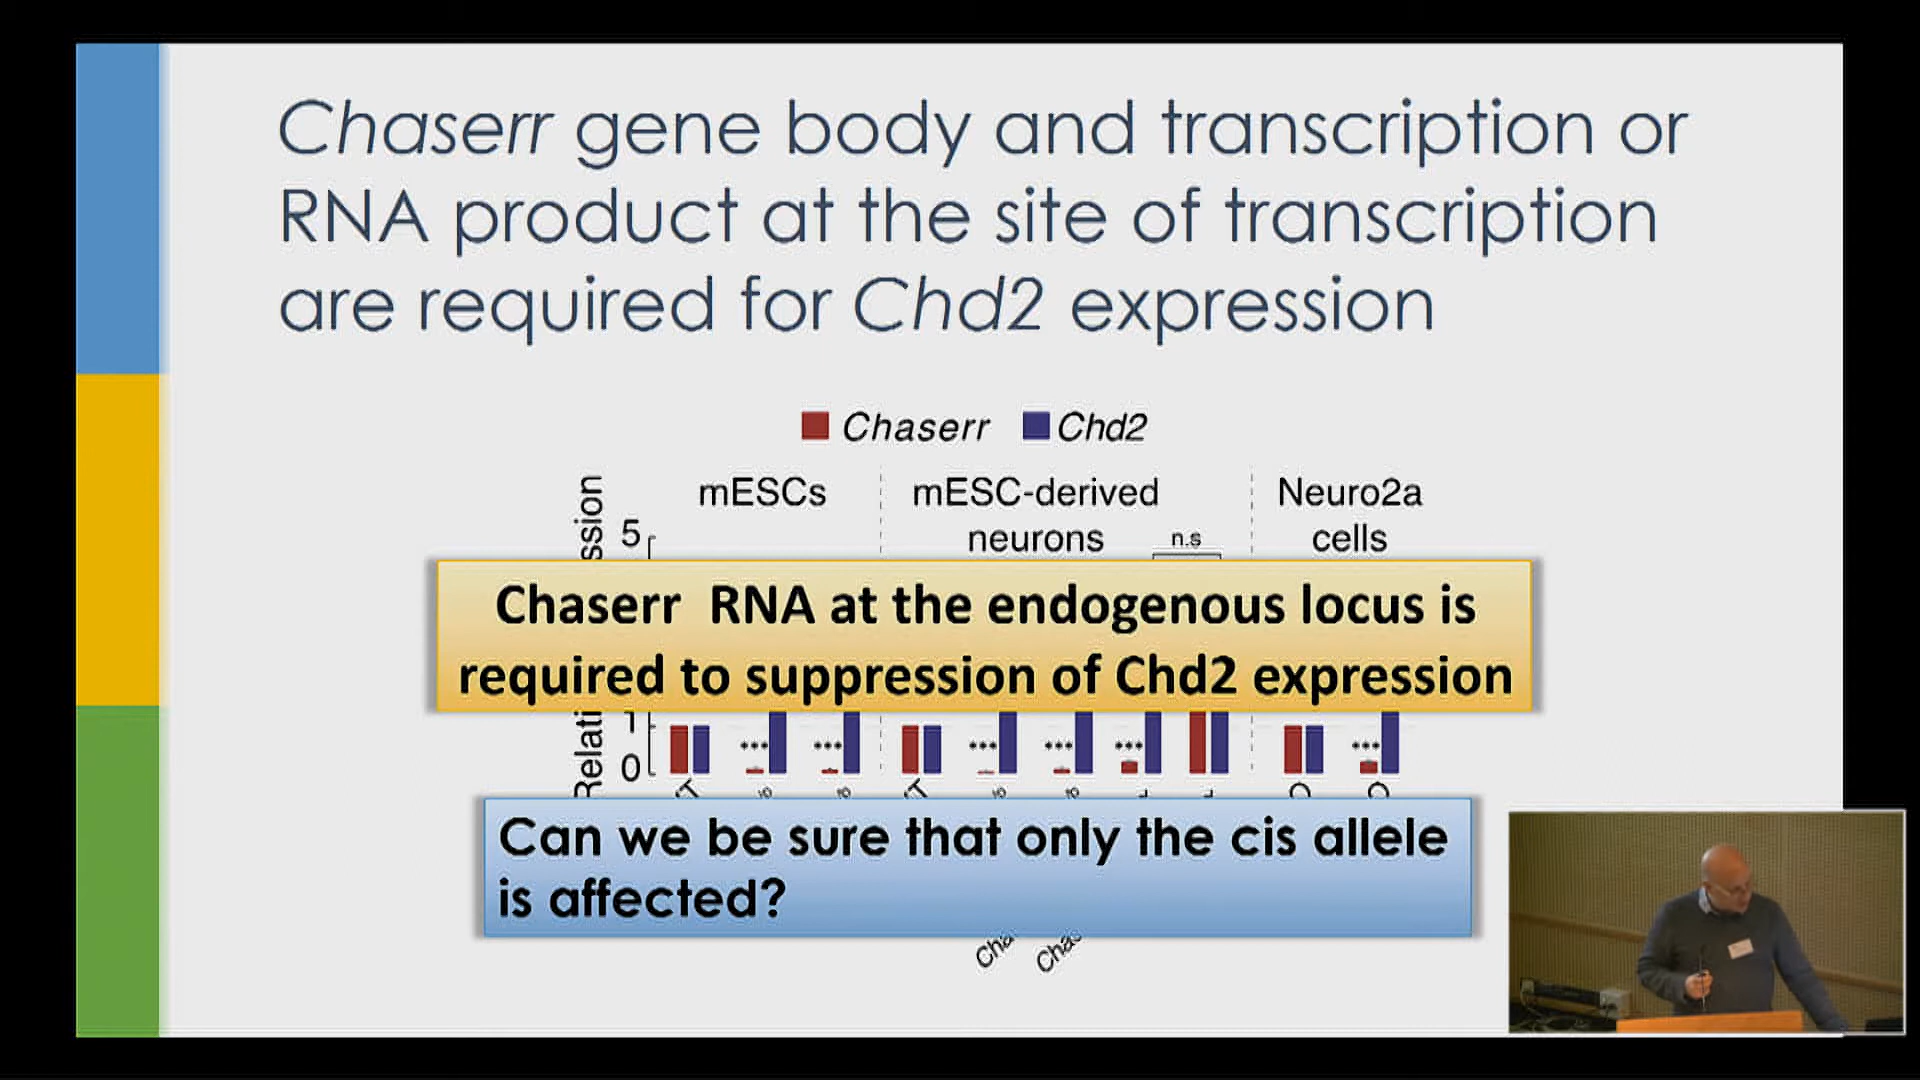 Chaserr gene body and transcription or
RNA product at the site of transcription
are required for Chd2 expression
Chaserr Chd2
mESCs
mESC-derived
neurons
Neuro2a
cells
n.s
5
Chaserr RNA at the endogenous locus is
required to suppression of Chd2 expression
1
*** *** *** *** *** ***
0
Can we be sure that only the cis allele
is affected?